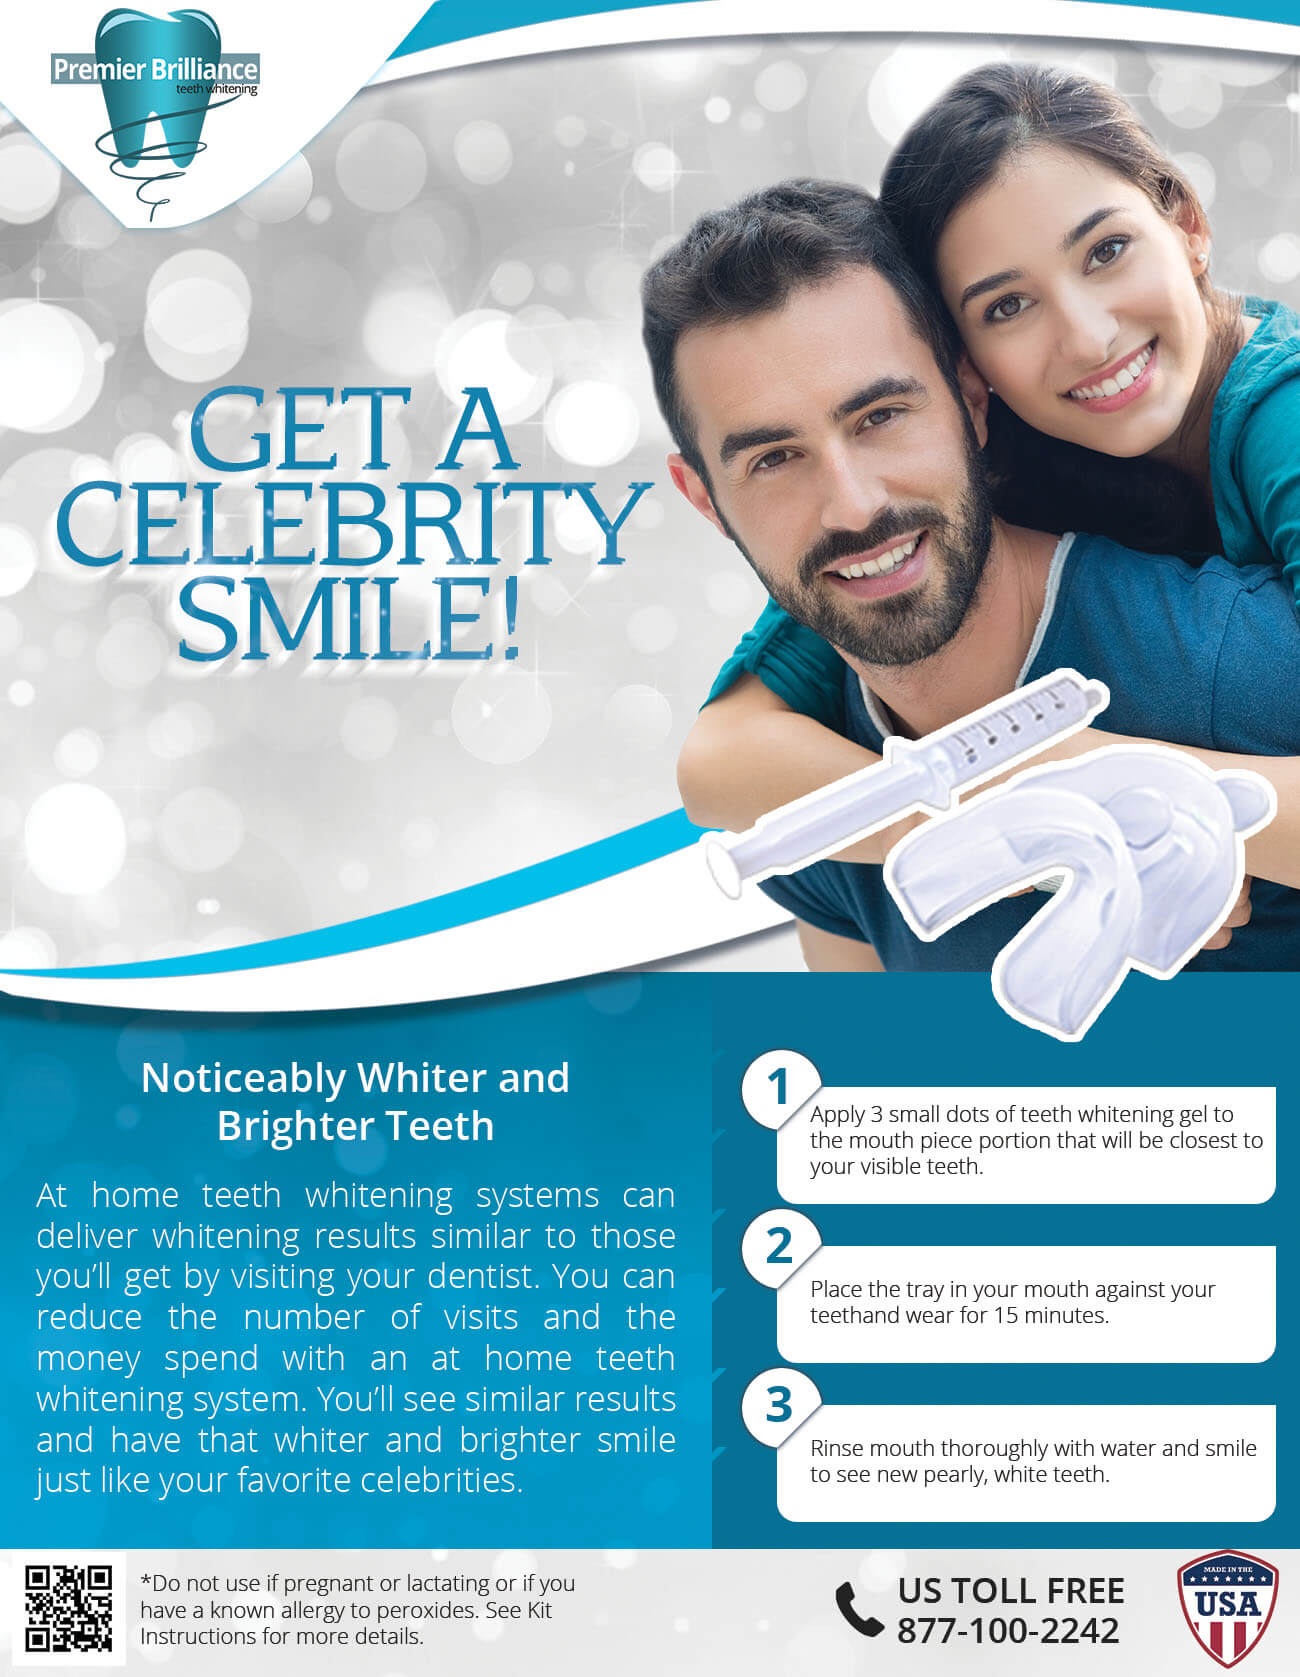 Premier Brilliance
teeth whitening
GET A
CELEBRITY
SMILE!
Noticeably Whiter and
Brighter Teeth
At home teeth whitening systems can
deliver whitening results similar to those
you'll get by visiting your dentist. You can
reduce the number of visits and the
money spend with an at home teeth
whitening system. You'll see similar results
and have that whiter and brighter smile
just like your favorite celebrities.
1
Apply 3 small dots of teeth whitening gel to
the mouth piece portion that will be closest to
your visible teeth.
2
Place the tray in your mouth against your
teethand wear for 15 minutes.
3
Rinse mouth thoroughly with water and smile
to see new pearly, white teeth.
*Do not use if pregnant or lactating or if you
have a known allergy to peroxides. See Kit
Instructions for more details.
US TOLL FREE
877-100-2242
MADE IN THE
USA